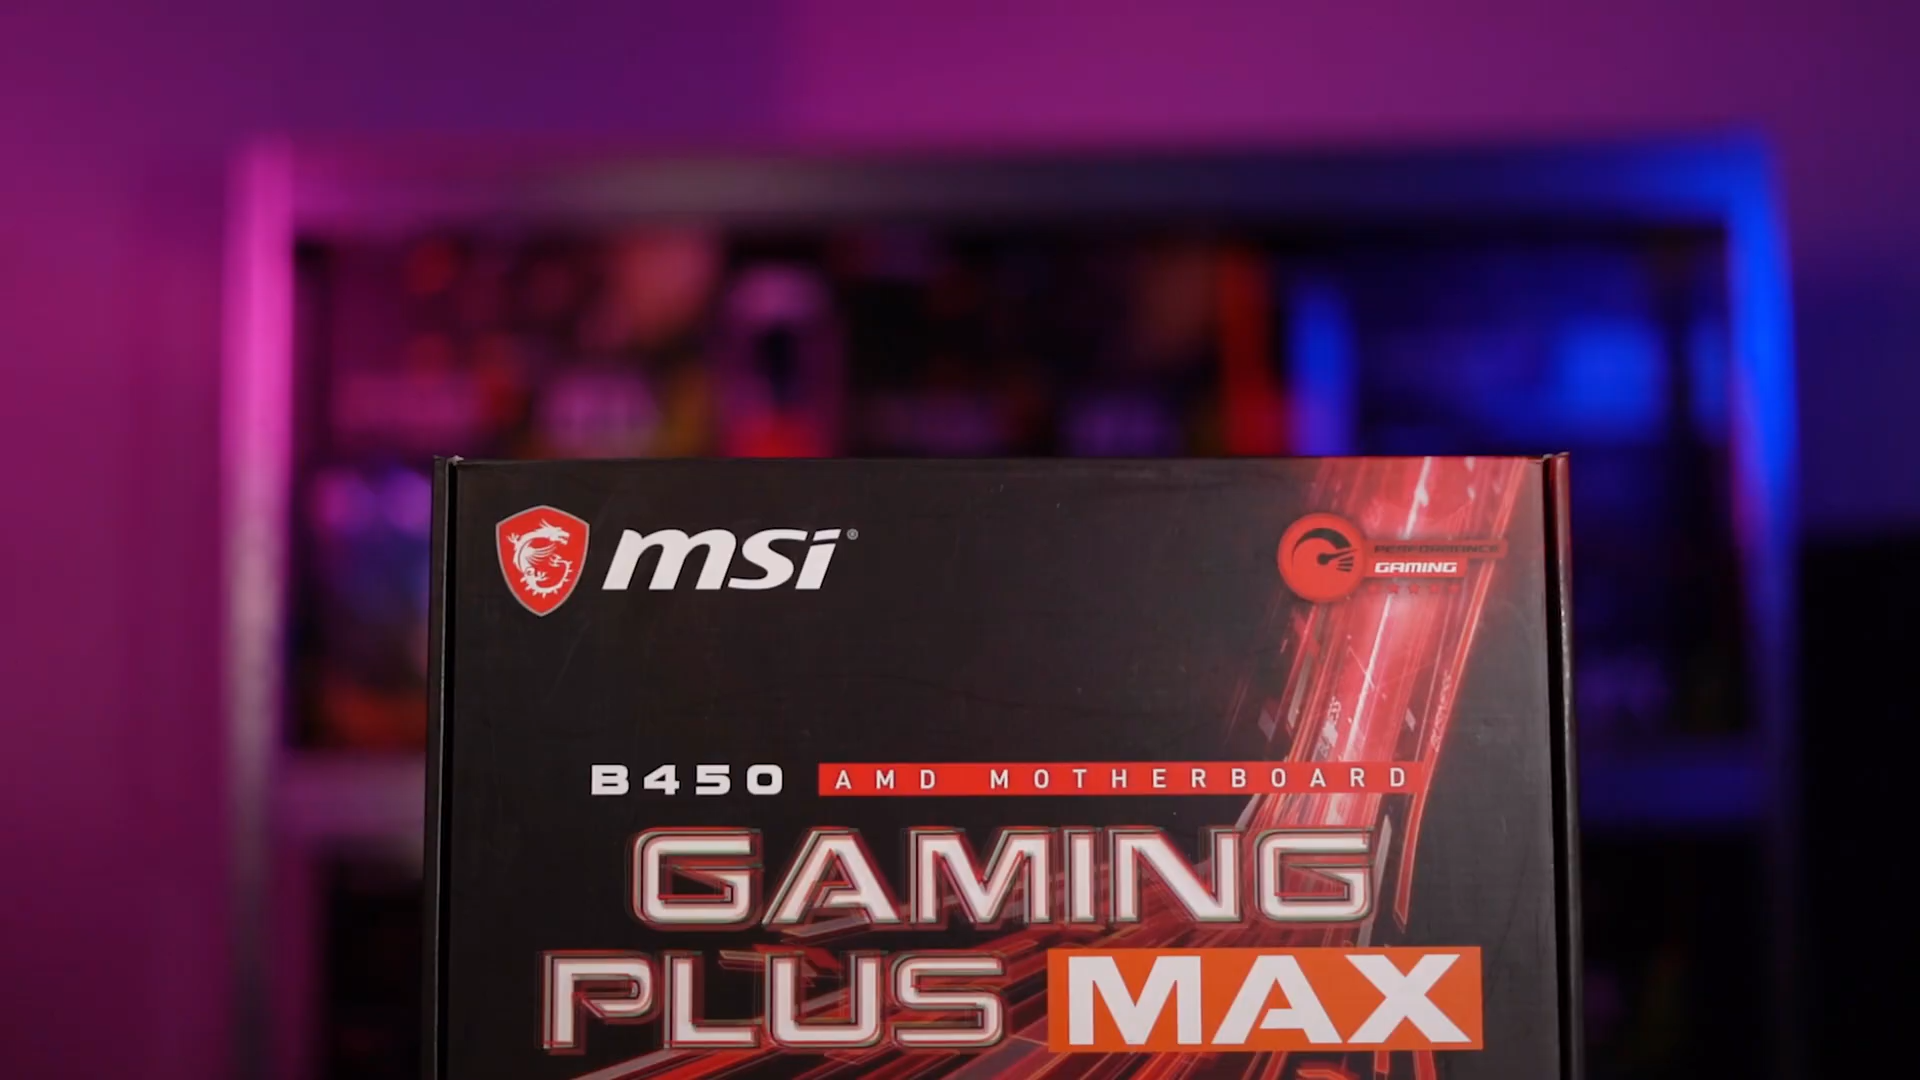 msi®
PERFORMANCE
GAMING
B450 AMD MOTHERBOARD
GAMING
PLUS MAX